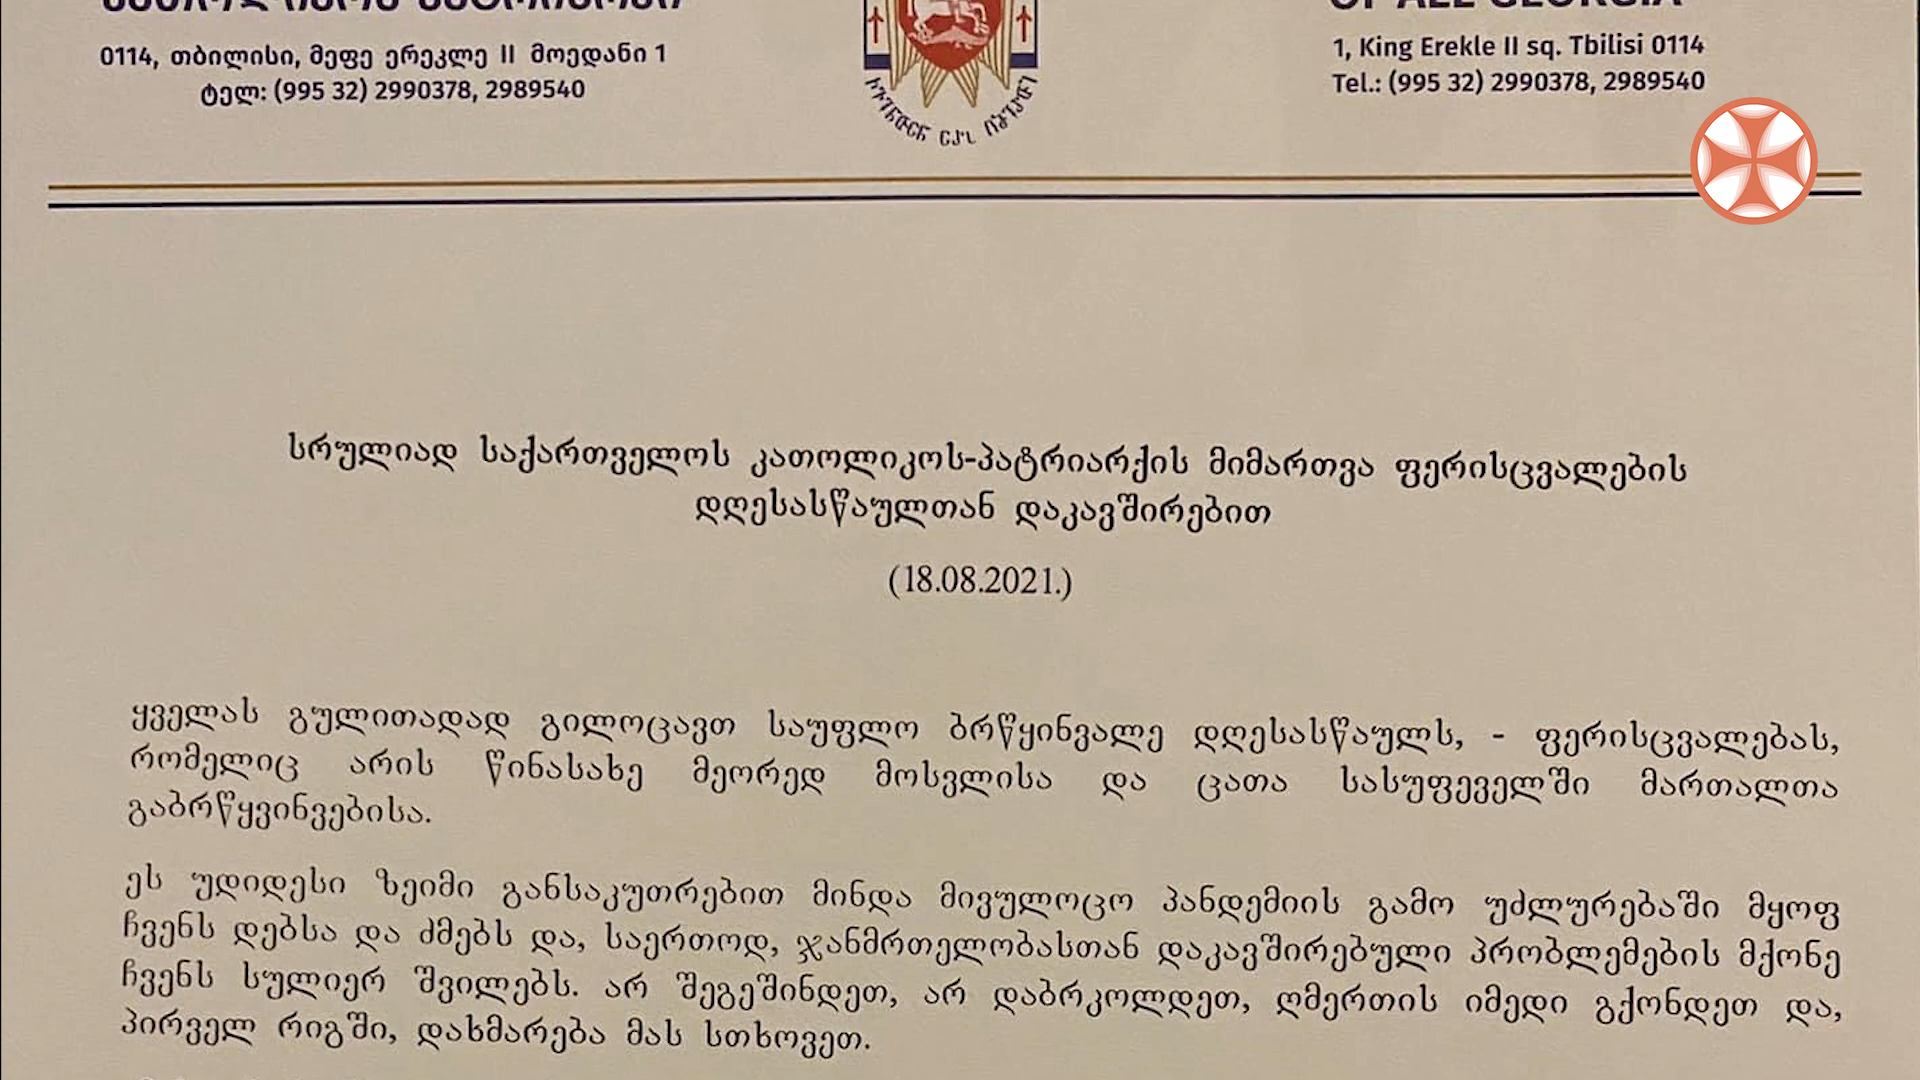 OF ALL GEORGIA
0114, თბილისი, მეფე ერეკლე II მოედანი 1
ტელ: (995 32) 2990378, 2989540
1, King Erekle II sq. Tbilisi 0114
Tel.: (995 32) 2990378, 2989540
სრულიად საქართველოს კათოლიკოს-პატრიარქის მიმართვა ფერისცვალების
დღესასწაულთან დაკავშირებით
(18.08.2021.)
ყველას გულითადად გილოცავთ საუფლო ბრწყინვალე დღესასწაულს, - ფერისცვალებას,
რომელიც არის წინასახე მეორედ მოსვლისა და ცათა სასუფეველში მართალთა
გაბრწყვინვებისა.
ეს უდიდესი ზეიმი განსაკუთრებით მინდა მივულოცო პანდემიის გამო უძლურებაში მყოფ
ჩვენს დებსა და ძმებს და, საერთოდ, ჯანმრთელობასთან დაკავშირებული პრობლემების მქონე
ჩვენს სულიერ შვილებს. არ შეგეშინდეთ, არ დაბრკოლდეთ, ღმერთის იმედი გქონდეთ და,
პირველ რიგში, დახმარება მას სთხოვეთ.